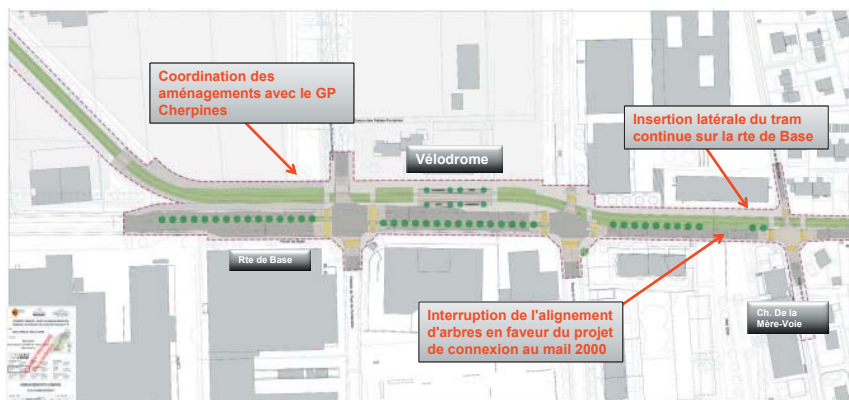 Coordination des
aménagements avec le GP
Cherpines
Insertion latérale du tram
continue sur la rte de Base
Vélodrome
Rte de Base
Interruption de l'alignement
d'arbres en faveur du projet
de connexion au mail 2000
Ch. De la
Mère-Voie